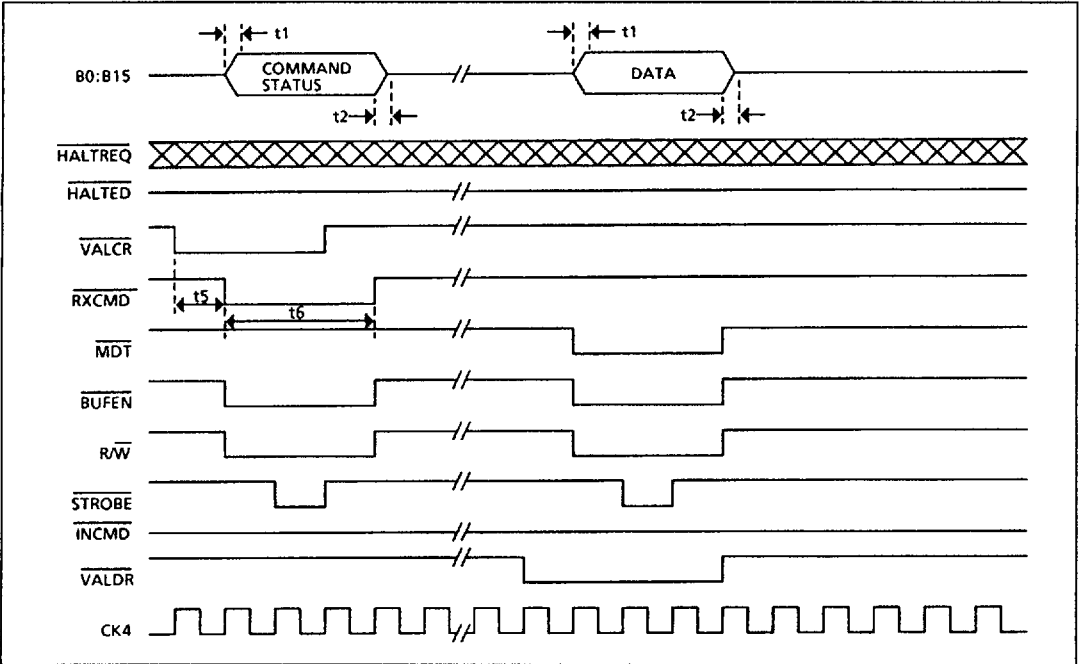 t1 t1
B0:B15 COMMAND STATUS DATA
t2 t2
HALTREQ
HALTED
VALCR
RXCMD t5 t6
MDT
BUFEN
R/W
STROBE
INCMD
VALDR
CK4